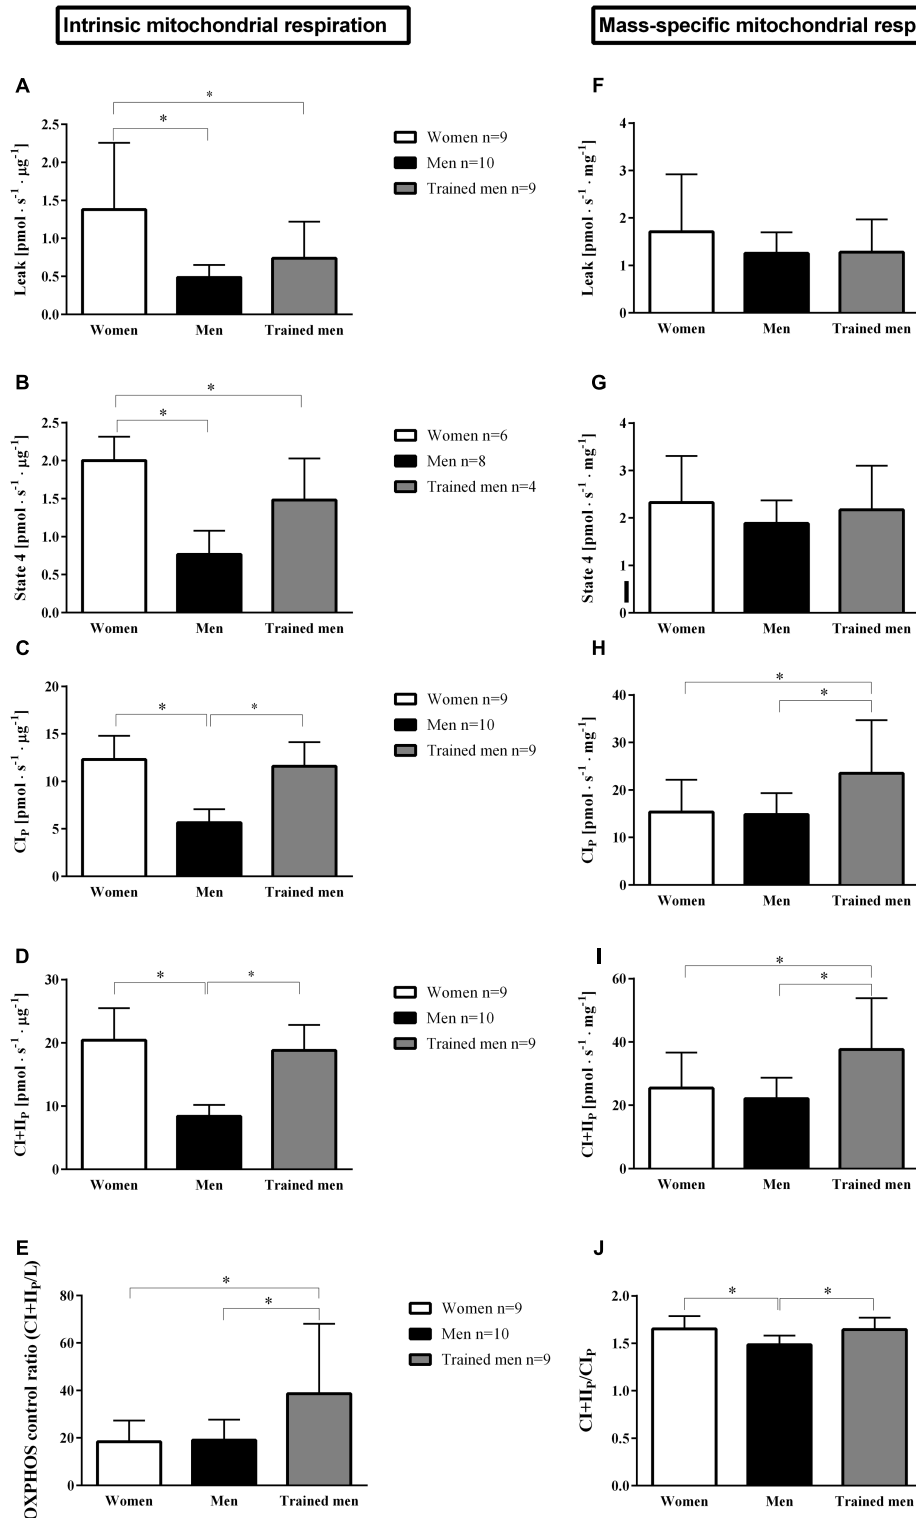 Intrinsic mitochondrial respiration
Mass-specific mitochondrial resp
A
Leak [pmol · s⁻¹ · μg⁻¹]
2.5
2.0
1.5
1.0
0.5
0.0
Women
Men
Trained men
*
*
Women n=9
Men n=10
Trained men n=9
F
Leak [pmol · s⁻¹ · mg⁻¹]
4
3
2
1
0
Women
Men
Trained men
B
State 4 [pmol · s⁻¹ · μg⁻¹]
2.5
2.0
1.5
1.0
0.5
0.0
Women
Men
Trained men
*
*
Women n=6
Men n=8
Trained men n=4
G
State 4 [pmol · s⁻¹ · mg⁻¹]
4
3
2
1
0
Women
Men
Trained men
C
CIₚ [pmol · s⁻¹ · μg⁻¹]
20
15
10
5
0
Women
Men
Trained men
*
*
Women n=9
Men n=10
Trained men n=9
H
CIₚ [pmol · s⁻¹ · mg⁻¹]
40
30
20
10
0
Women
Men
Trained men
*
*
D
CI+IIₚ [pmol · s⁻¹ · μg⁻¹]
30
20
10
0
Women
Men
Trained men
*
*
Women n=9
Men n=10
Trained men n=9
I
CI+IIₚ [pmol · s⁻¹ · mg⁻¹]
60
40
20
0
Women
Men
Trained men
*
*
E
OXPHOS control ratio (CI+IIₚ/L)
80
60
40
20
0
Women
Men
Trained men
*
*
Women n=9
Men n=10
Trained men n=9
J
CI+IIₚ/CIₚ
2.0
1.5
1.0
0.5
0.0
Women
Men
Trained men
*
*